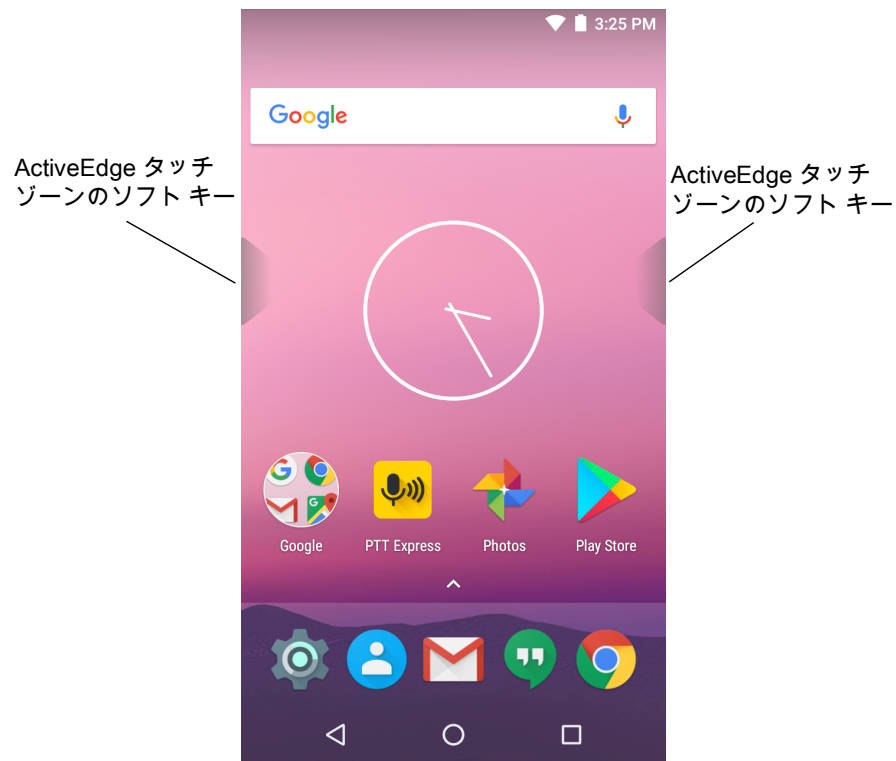 3:25 PM
Google
ActiveEdge タッチ
ゾーンのソフト キー
ActiveEdge タッチ
ゾーンのソフト キー
G
G
Google
PTT Express
Photos
Play Store